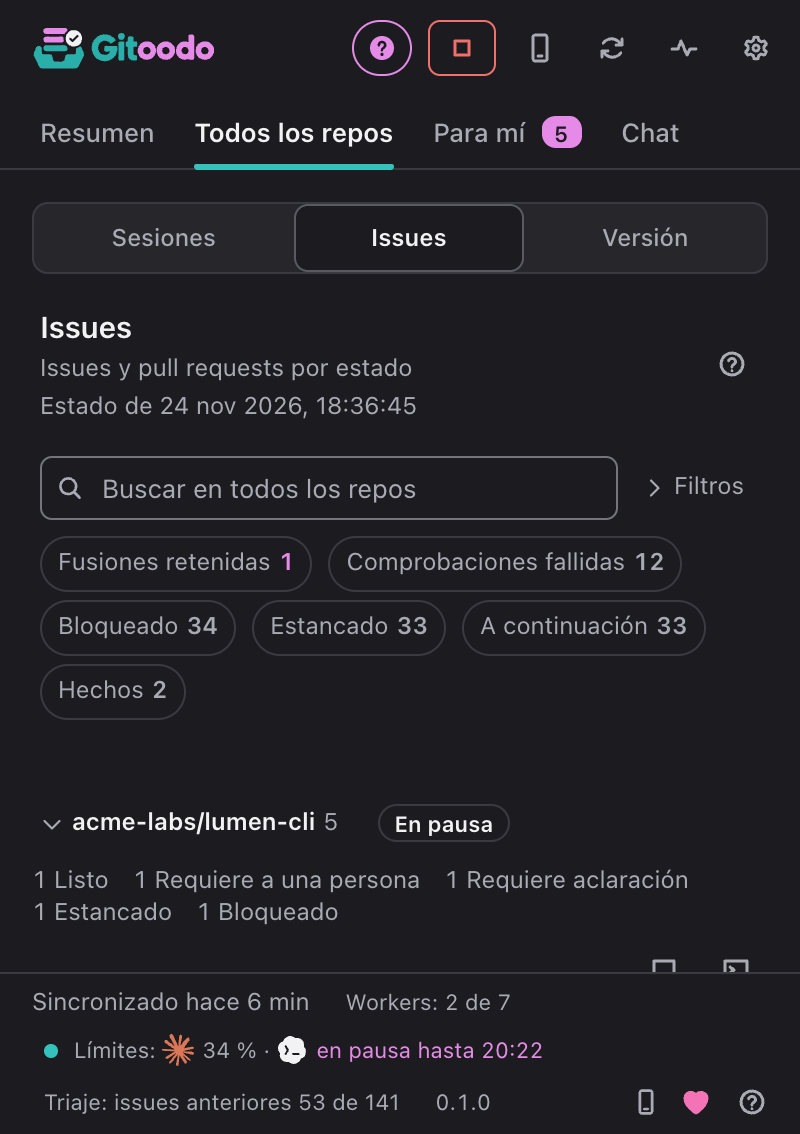 Gitoodo
Resumen Todos los repos Para mí 5 Chat
Sesiones Issues Versión
Issues
Issues y pull requests por estado
Estado de 24 nov 2026, 18:36:45
Buscar en todos los repos Filtros
Fusiones retenidas 1 Comprobaciones fallidas 12
Bloqueado 34 Estancado 33 A continuación 33
Hechos 2
acme-labs/lumen-cli 5 En pausa
1 Listo 1 Requiere a una persona 1 Requiere aclaración
1 Estancado 1 Bloqueado
Sincronizado hace 6 min Workers: 2 de 7
Límites: 34 % · en pausa hasta 20:22
Triaje: issues anteriores 53 de 141 0.1.0